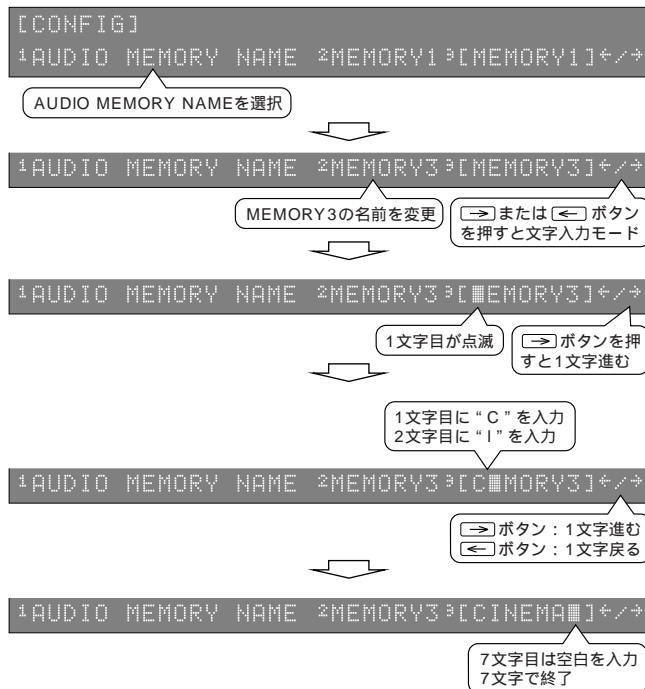 [CONFIG]
¹AUDIO MEMORY NAME ²MEMORY1 ³[MEMORY1]←/→
AUDIO MEMORY NAMEを選択
¹AUDIO MEMORY NAME ²MEMORY3 ³[MEMORY3]←/→
MEMORY3の名前を変更
→または← ボタン
を押すと文字入力モード
¹AUDIO MEMORY NAME ²MEMORY3 ³[■EMORY3]←/→
1文字目が点滅
→ボタンを押
すと1文字進む
1文字目に“C”を入力
2文字目に“I”を入力
¹AUDIO MEMORY NAME ²MEMORY3 ³[C■MORY3]←/→
→ボタン:1文字進む
←ボタン:1文字戻る
¹AUDIO MEMORY NAME ²MEMORY3 ³[CINEMA■]←/→
7文字目は空白を入力
7文字で終了